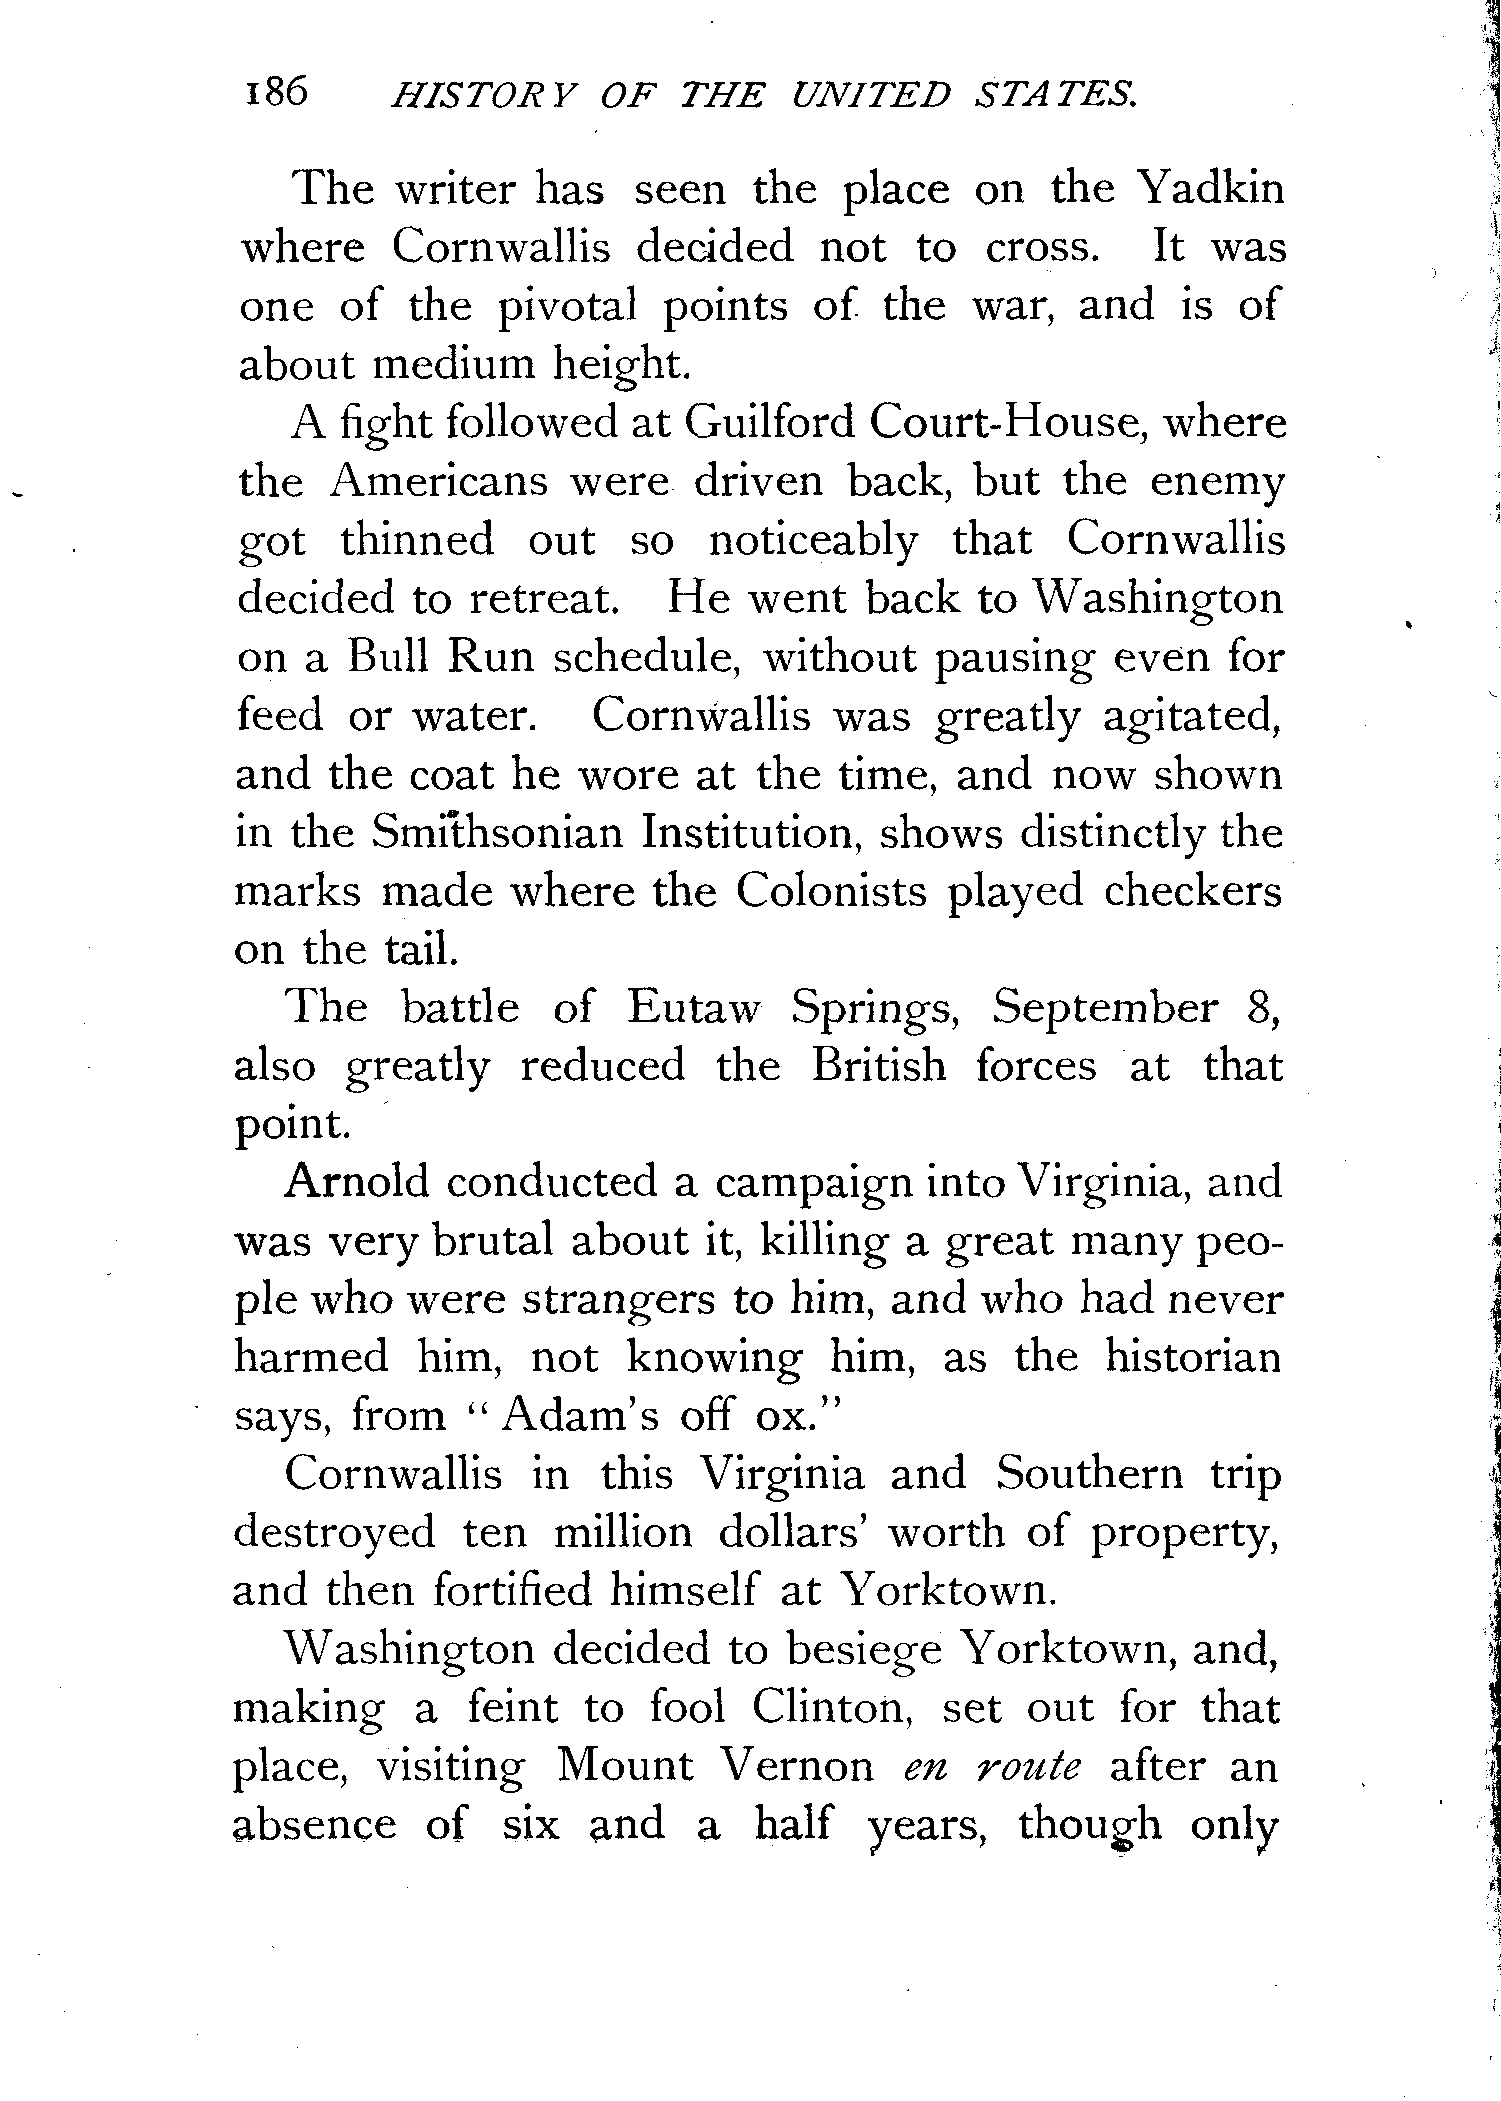 186 HISTORY OF THE UNITED STATES.
The writer has seen the place on the Yadkin
where Cornwallis decided not to cross. It was
one of the pivotal points of the war, and is of
about medium height.
A fight followed at Guilford Court-House, where
the Americans were driven back, but the enemy
got thinned out so noticeably that Cornwallis
decided to retreat. He went back to Washington
on a Bull Run schedule, without pausing even for
feed or water. Cornwallis was greatly agitated,
and the coat he wore at the time, and now shown
in the Smithsonian Institution, shows distinctly the
marks made where the Colonists played checkers
on the tail.
The battle of Eutaw Springs, September 8,
also greatly reduced the British forces at that
point.
Arnold conducted a campaign into Virginia, and
was very brutal about it, killing a great many peo-
ple who were strangers to him, and who had never
harmed him, not knowing him, as the historian
says, from “ Adam's off ox.”
Cornwallis in this Virginia and Southern trip
destroyed ten million dollars' worth of property,
and then fortified himself at Yorktown.
Washington decided to besiege Yorktown, and,
making a feint to fool Clinton, set out for that
place, visiting Mount Vernon en route after an
absence of six and a half years, though only